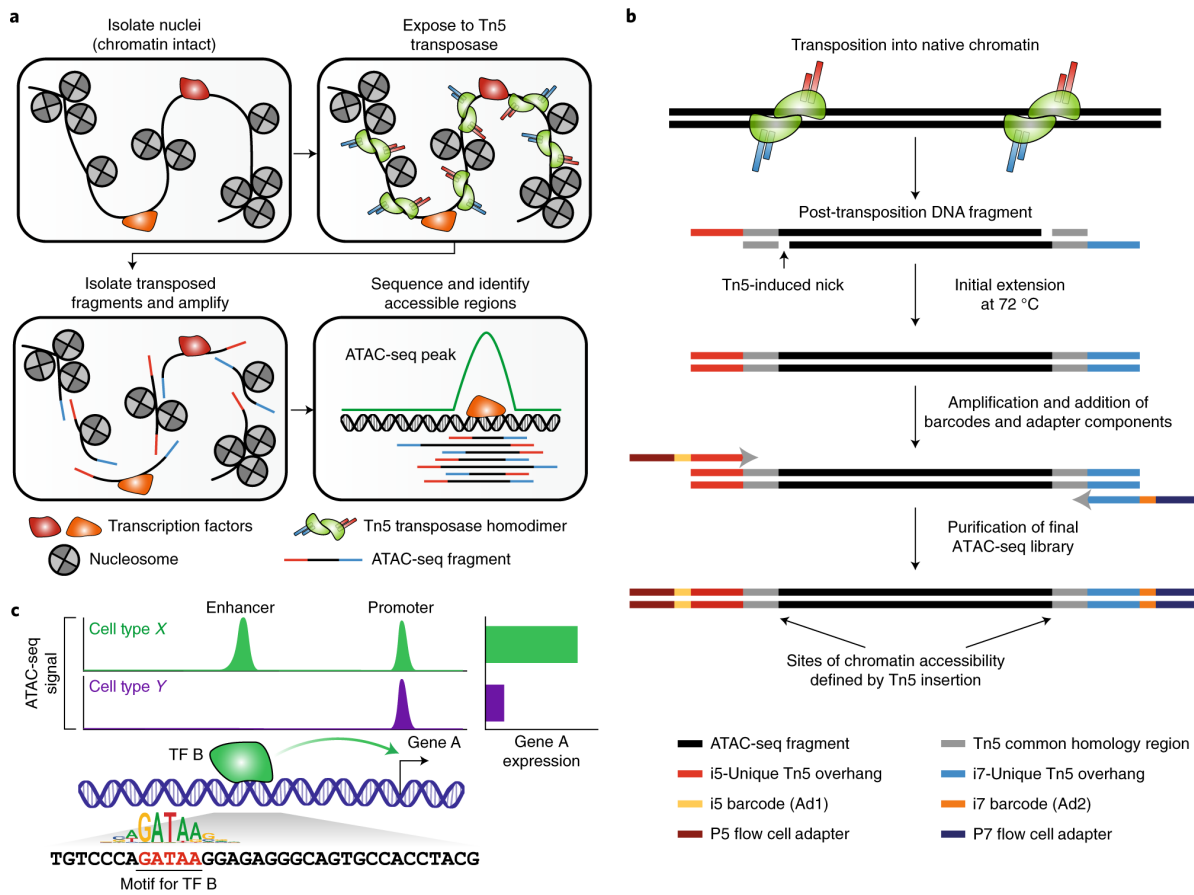 a
Isolate nuclei
(chromatin intact)
Expose to Tn5
transposase
Isolate transposed
fragments and amplify
Sequence and identify
accessible regions
ATAC-seq peak
Transcription factors
Tn5 transposase homodimer
Nucleosome
ATAC-seq fragment
b
Transposition into native chromatin
Post-transposition DNA fragment
Tn5-induced nick
Initial extension
at 72 °C
Amplification and addition of
barcodes and adapter components
Purification of final
ATAC-seq library
Sites of chromatin accessibility
defined by Tn5 insertion
ATAC-seq fragment
Tn5 common homology region
i5-Unique Tn5 overhang
i7-Unique Tn5 overhang
i5 barcode (Ad1)
i7 barcode (Ad2)
P5 flow cell adapter
P7 flow cell adapter
c
Enhancer
Promoter
ATAC-seq
signal
Cell type X
Cell type Y
TF B
Gene A
Gene A
expression
GATAA
TGTCCCAGATAAGGAGAGGGCAGTGCCACCTACG
Motif for TF B